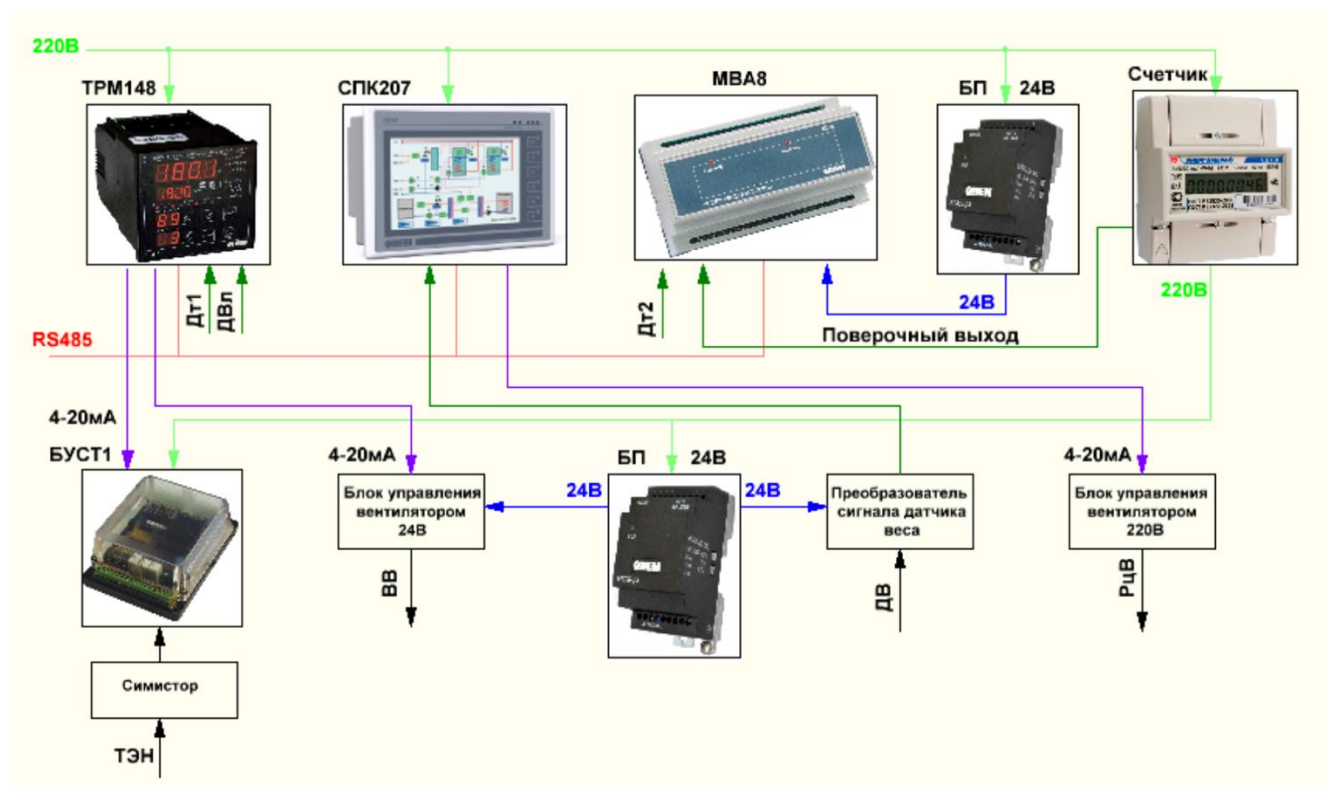 220В
ТРМ148
СПК207
МВА8
БП 24В
Счетчик
Дт1
ДВл
Дт2
24В
220В
RS485
Поверочный выход
4-20мА
БУСТ1
4-20мА
БП 24В
4-20мА
24В
24В
Блок управления
вентилятором
24В
Преобразователь
сигнала датчика
веса
Блок управления
вентилятором
220В
ВВ
ДВ
РцВ
Симистор
ТЭН